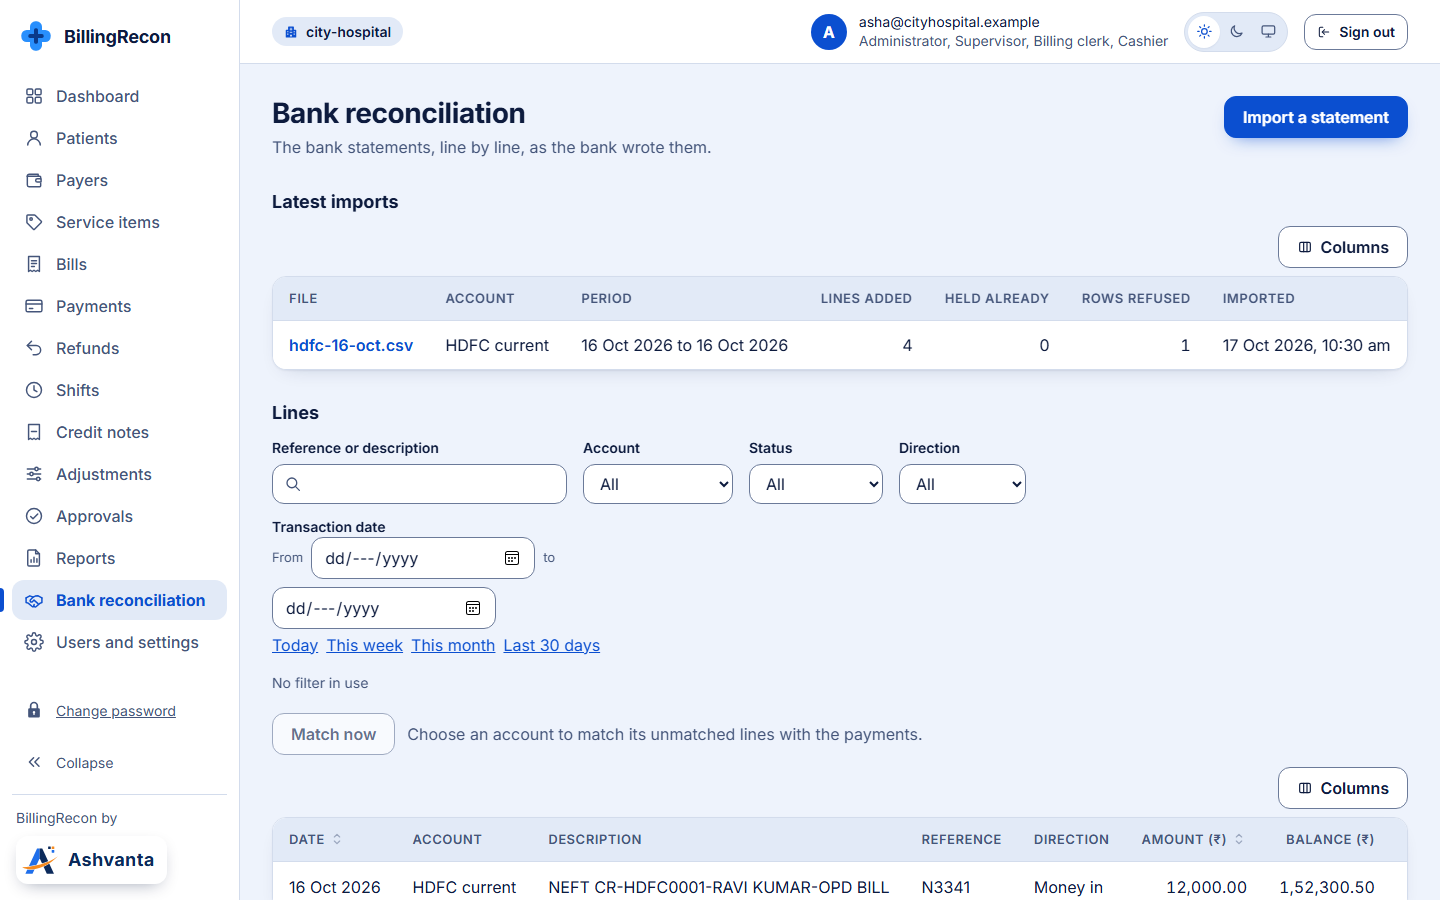 BillingRecon
city-hospital
A
asha@cityhospital.example
Administrator, Supervisor, Billing clerk, Cashier
Sign out
Dashboard
Patients
Payers
Service items
Bills
Payments
Refunds
Shifts
Credit notes
Adjustments
Approvals
Reports
Bank reconciliation
Users and settings
Change password
Collapse
BillingRecon by
Ashvanta
Bank reconciliation
Import a statement
The bank statements, line by line, as the bank wrote them.
Latest imports
Columns
FILE ACCOUNT PERIOD LINES ADDED HELD ALREADY ROWS REFUSED IMPORTED
hdfc-16-oct.csv HDFC current 16 Oct 2026 to 16 Oct 2026 4 0 1 17 Oct 2026, 10:30 am
Lines
Reference or description Account Status Direction
All All All
Transaction date
From dd/---/yyyy to
dd/---/yyyy
Today This week This month Last 30 days
No filter in use
Match now Choose an account to match its unmatched lines with the payments.
Columns
DATE ACCOUNT DESCRIPTION REFERENCE DIRECTION AMOUNT (₹) BALANCE (₹)
16 Oct 2026 HDFC current NEFT CR-HDFC0001-RAVI KUMAR-OPD BILL N3341 Money in 12,000.00 1,52,300.50